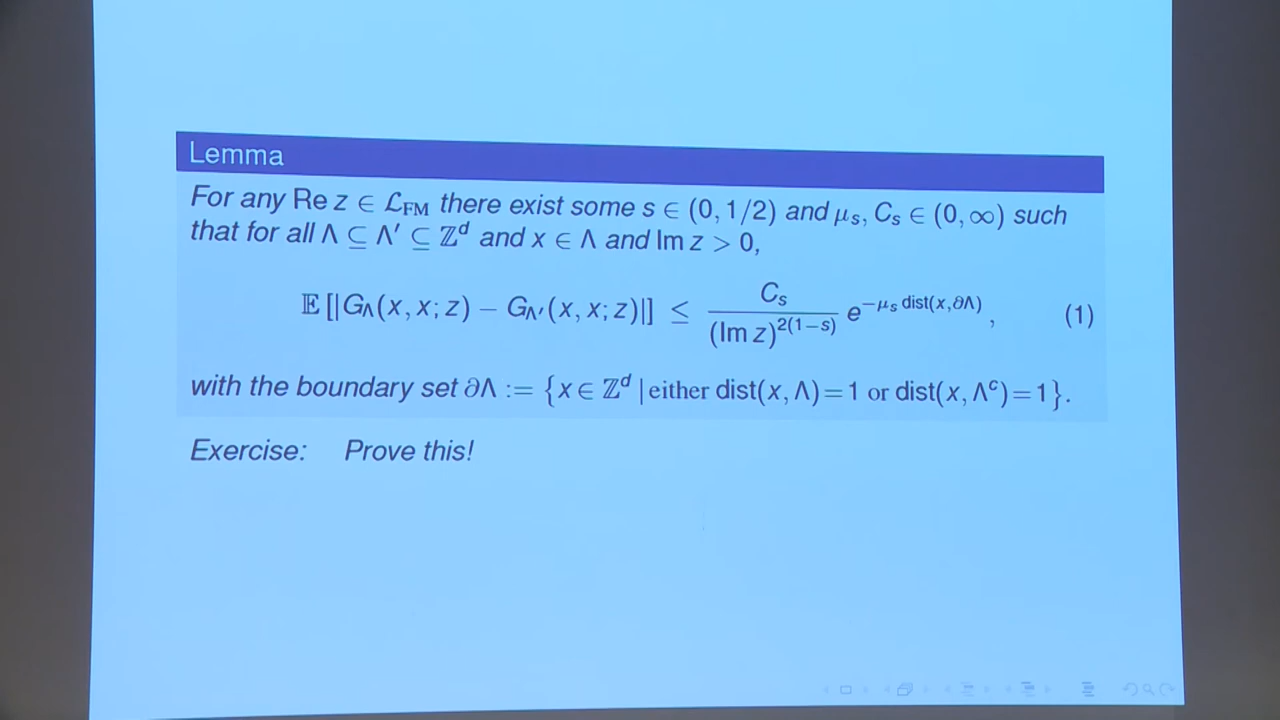 Lemma
For any Re z ∈ ℒ_FM there exist some s ∈ (0, 1/2) and μ_s, C_s ∈ (0, ∞) such
that for all Λ ⊆ Λ′ ⊆ ℤ^d and x ∈ Λ and Im z > 0,
𝔼 [|G_Λ(x, x; z) − G_Λ′(x, x; z)|] ≤ C_s / (Im z)^{2(1−s)} e^{−μ_s dist(x,∂Λ)} , (1)
with the boundary set ∂Λ := {x ∈ ℤ^d | either dist(x, Λ) = 1 or dist(x, Λ^c) = 1}.
Exercise: Prove this!